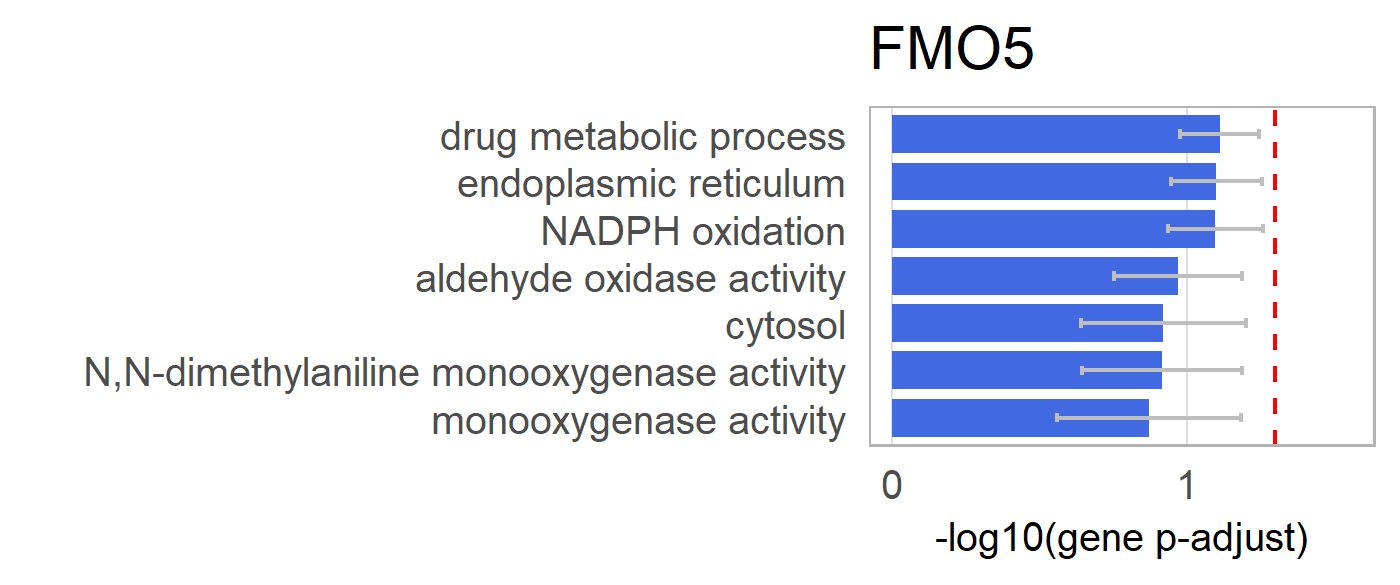 FMO5
drug metabolic process
endoplasmic reticulum
NADPH oxidation
aldehyde oxidase activity
cytosol
N,N-dimethylaniline monooxygenase activity
monooxygenase activity
0 1
-log10(gene p-adjust)